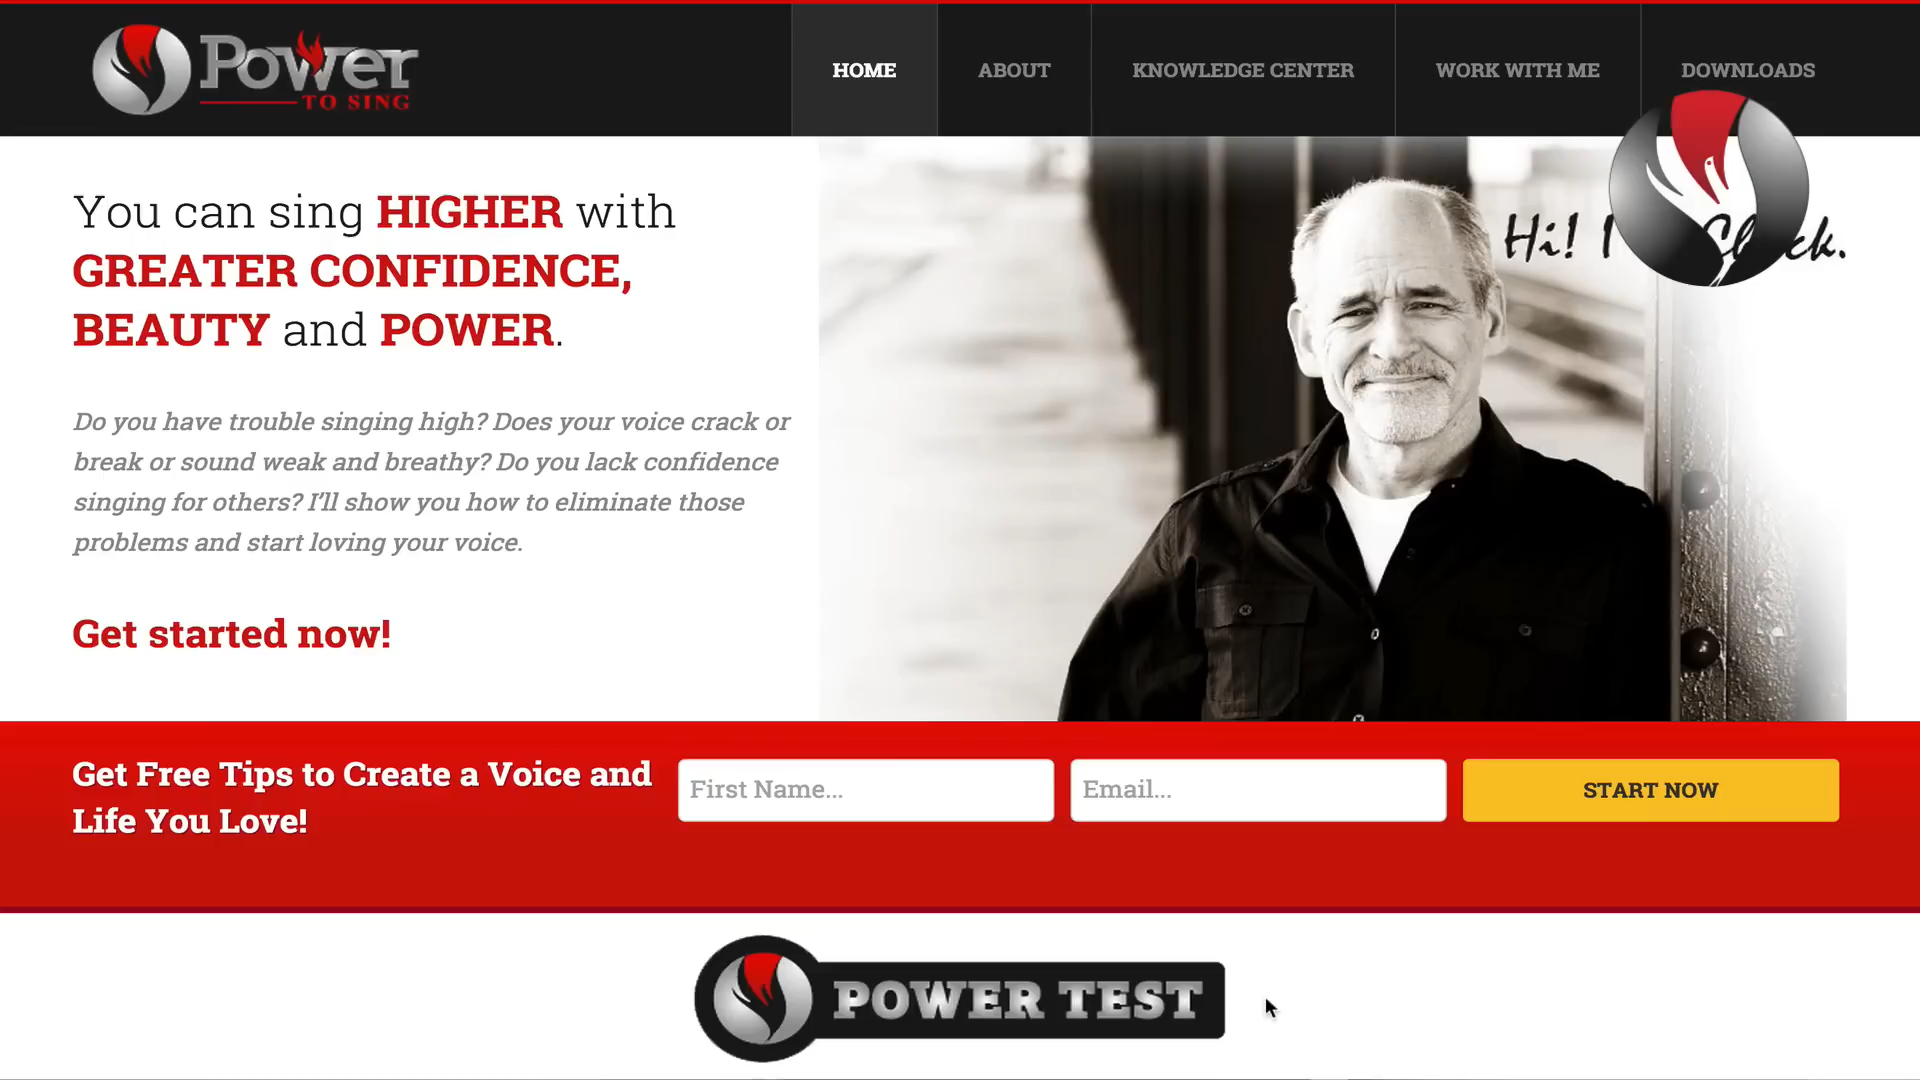 Power
TO SING
HOME
ABOUT
KNOWLEDGE CENTER
WORK WITH ME
DOWNLOADS
You can sing HIGHER with
GREATER CONFIDENCE,
BEAUTY and POWER.
Hi! I
ck.
Do you have trouble singing high? Does your voice crack or
break or sound weak and breathy? Do you lack confidence
singing for others? I'll show you how to eliminate those
problems and start loving your voice.
Get started now!
Get Free Tips to Create a Voice and
Life You Love!
First Name...
Email...
START NOW
POWER TEST